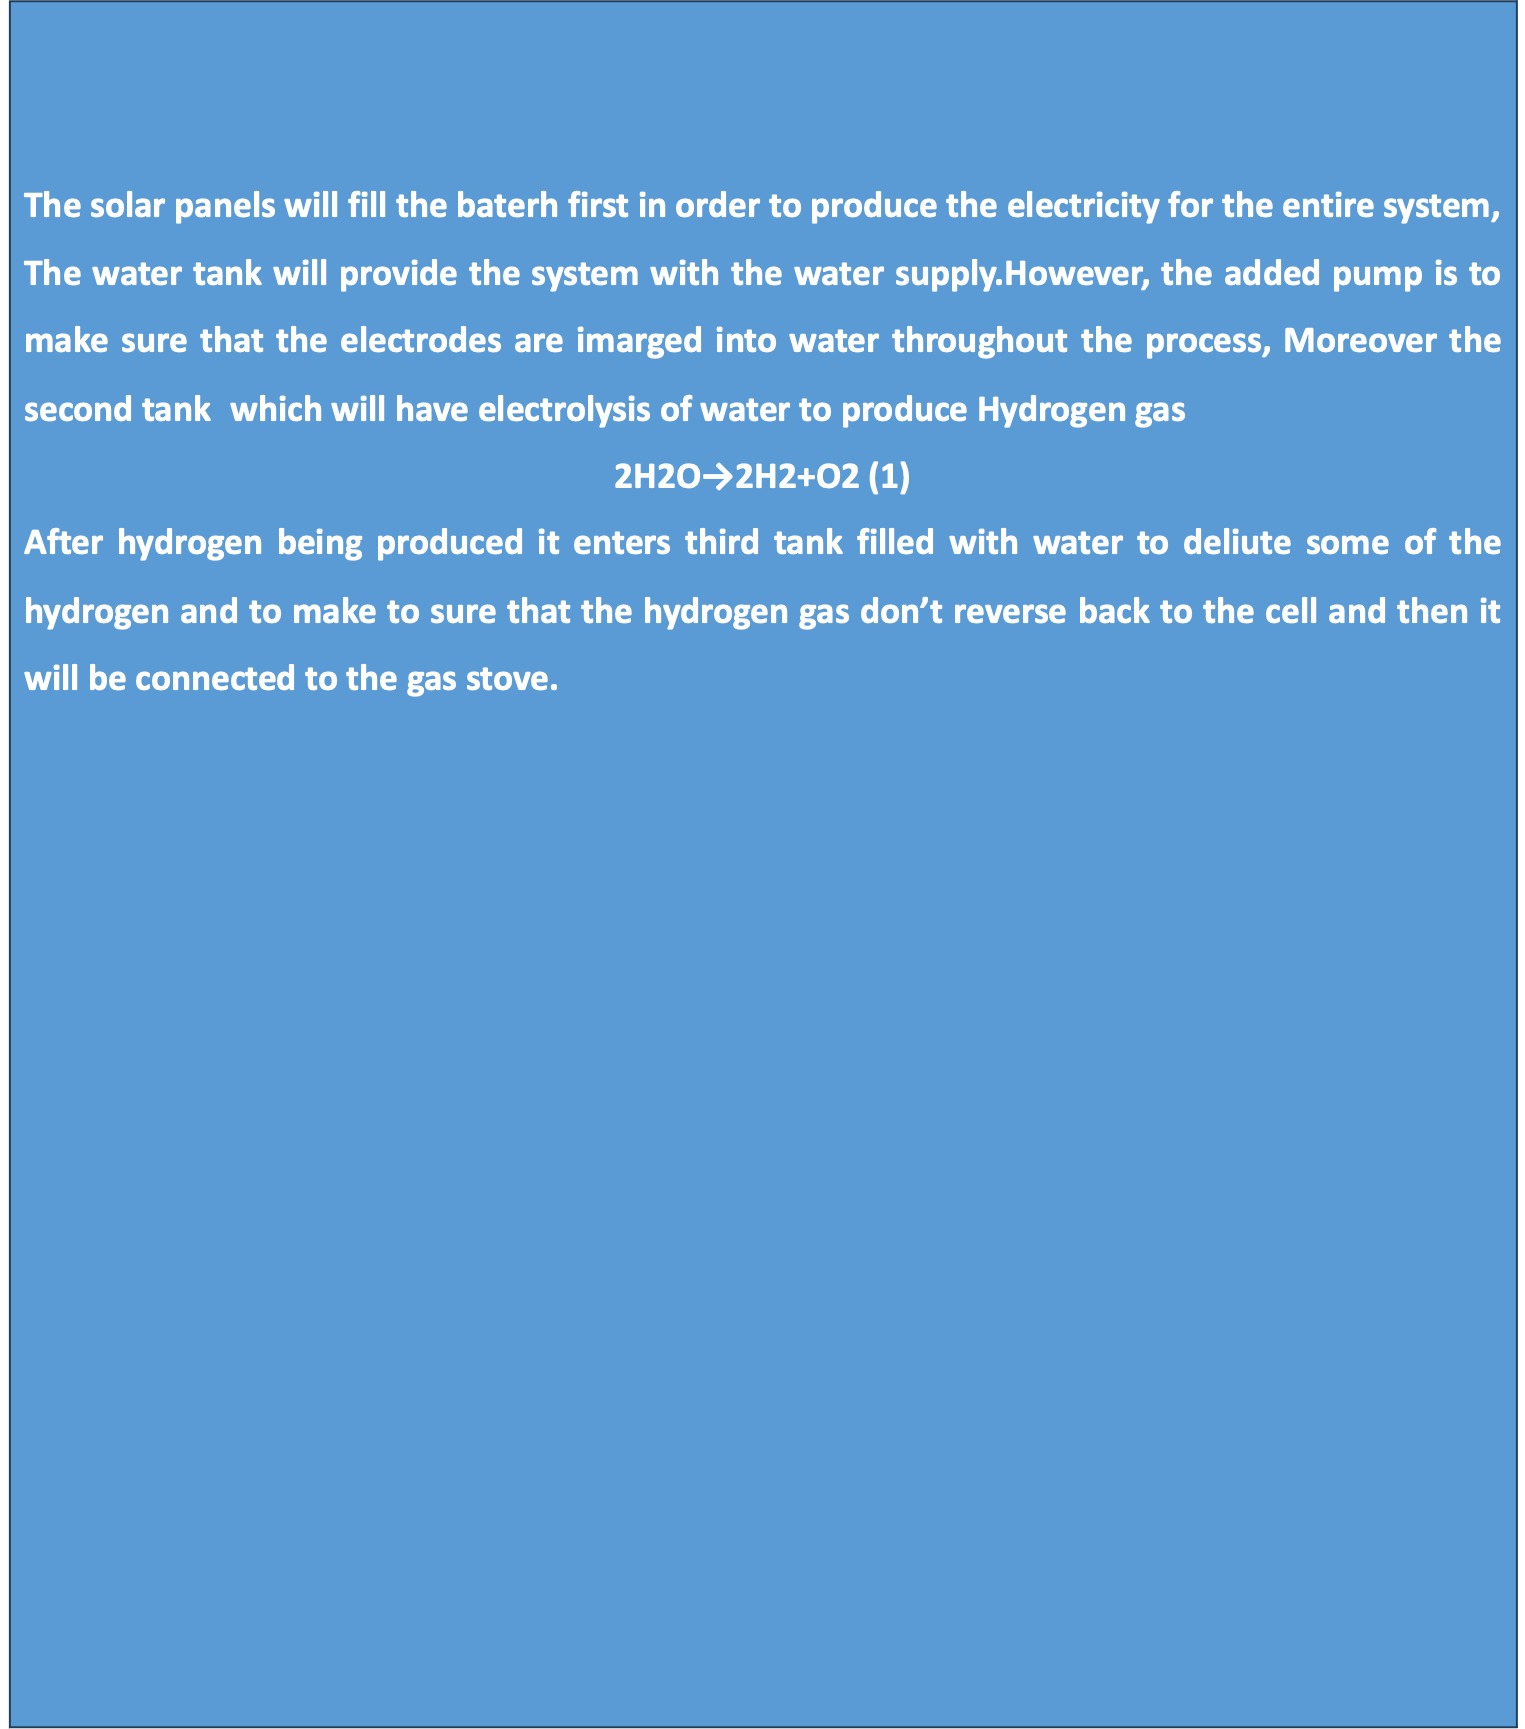 The solar panels will fill the baterh first in order to produce the electricity for the entire system,
The water tank will provide the system with the water supply.However, the added pump is to
make sure that the electrodes are imarged into water throughout the process, Moreover the
second tank  which will have electrolysis of water to produce Hydrogen gas
2H2O→2H2+O2 (1)
After hydrogen being produced it enters third tank filled with water to deliute some of the
hydrogen and to make to sure that the hydrogen gas don’t reverse back to the cell and then it
will be connected to the gas stove.